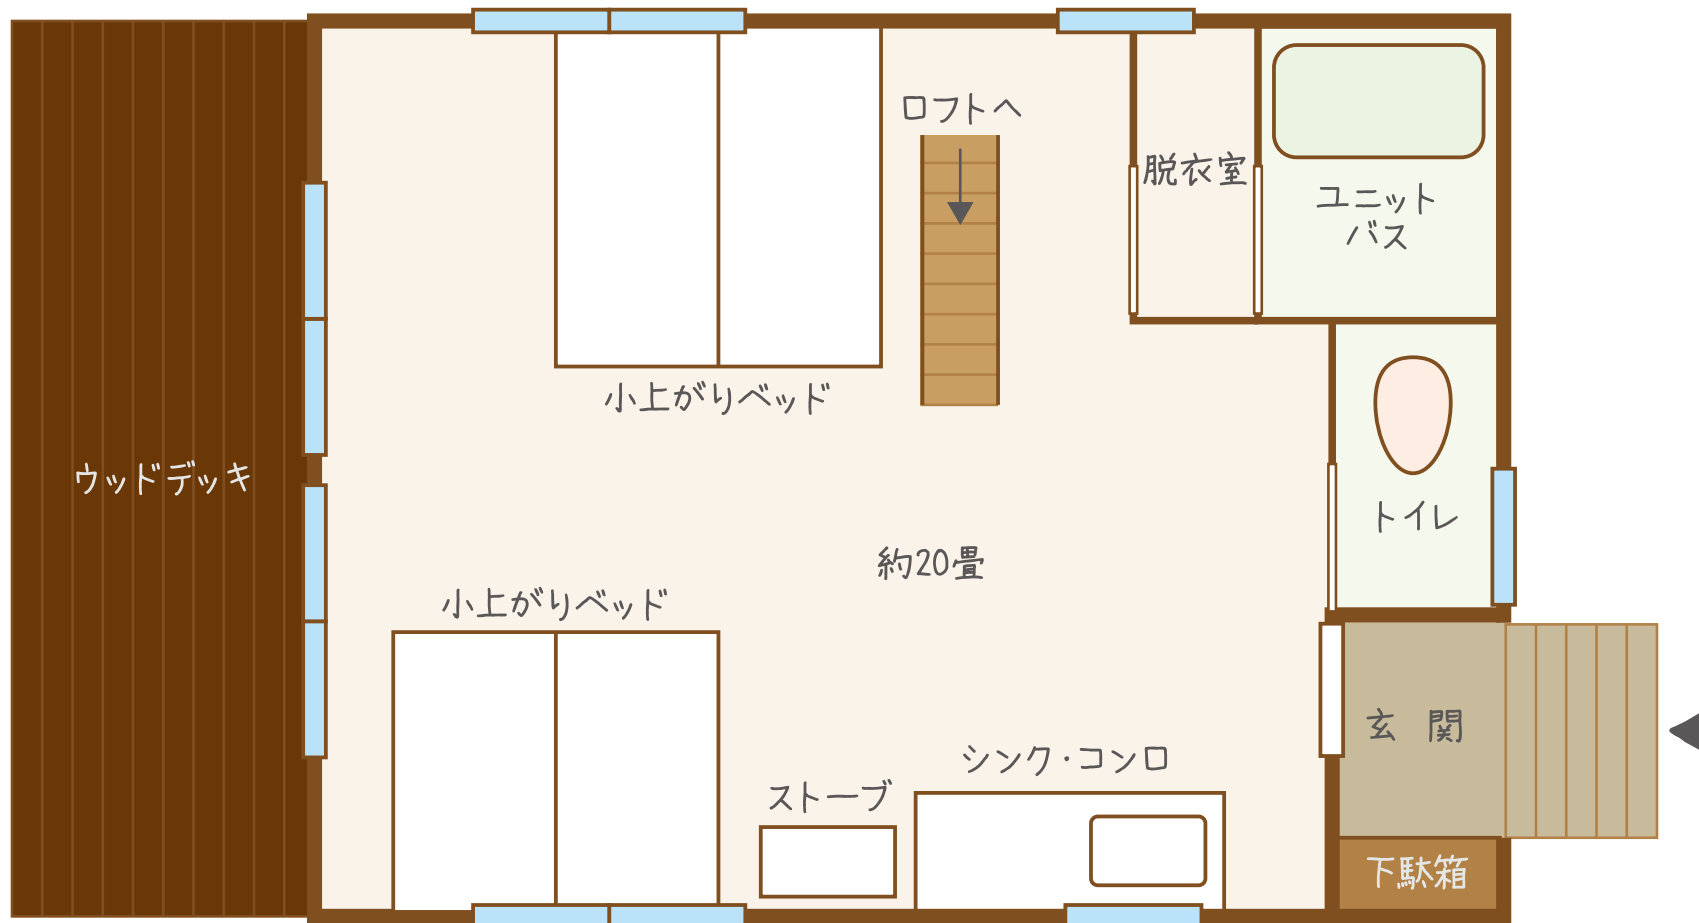 ロフトへ
脱衣室
ユニット
バス
小上がりベッド
ウッドデッキ
トイレ
約20畳
小上がりベッド
玄 関
シンク・コンロ
ストーブ
下駄箱